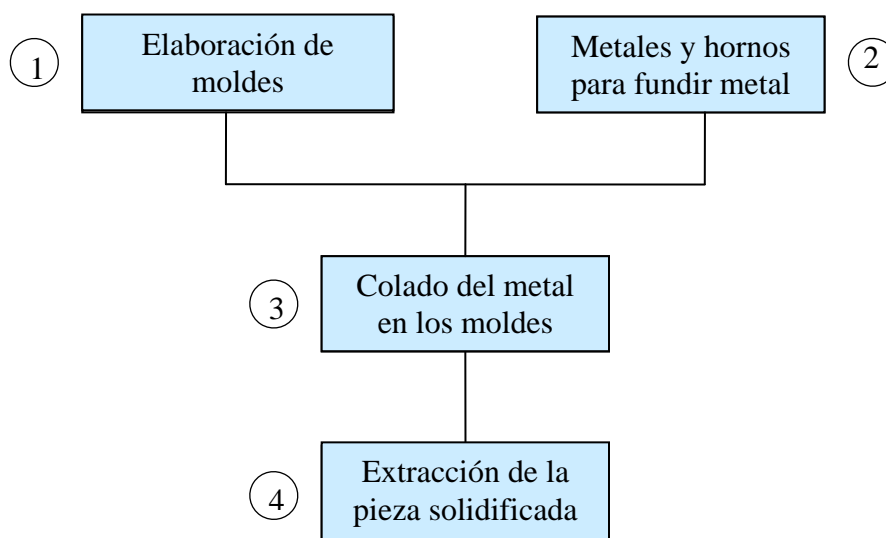 1
Elaboración de
moldes
Metales y hornos
para fundir metal
2
3
Colado del metal
en los moldes
4
Extracción de la
pieza solidificada